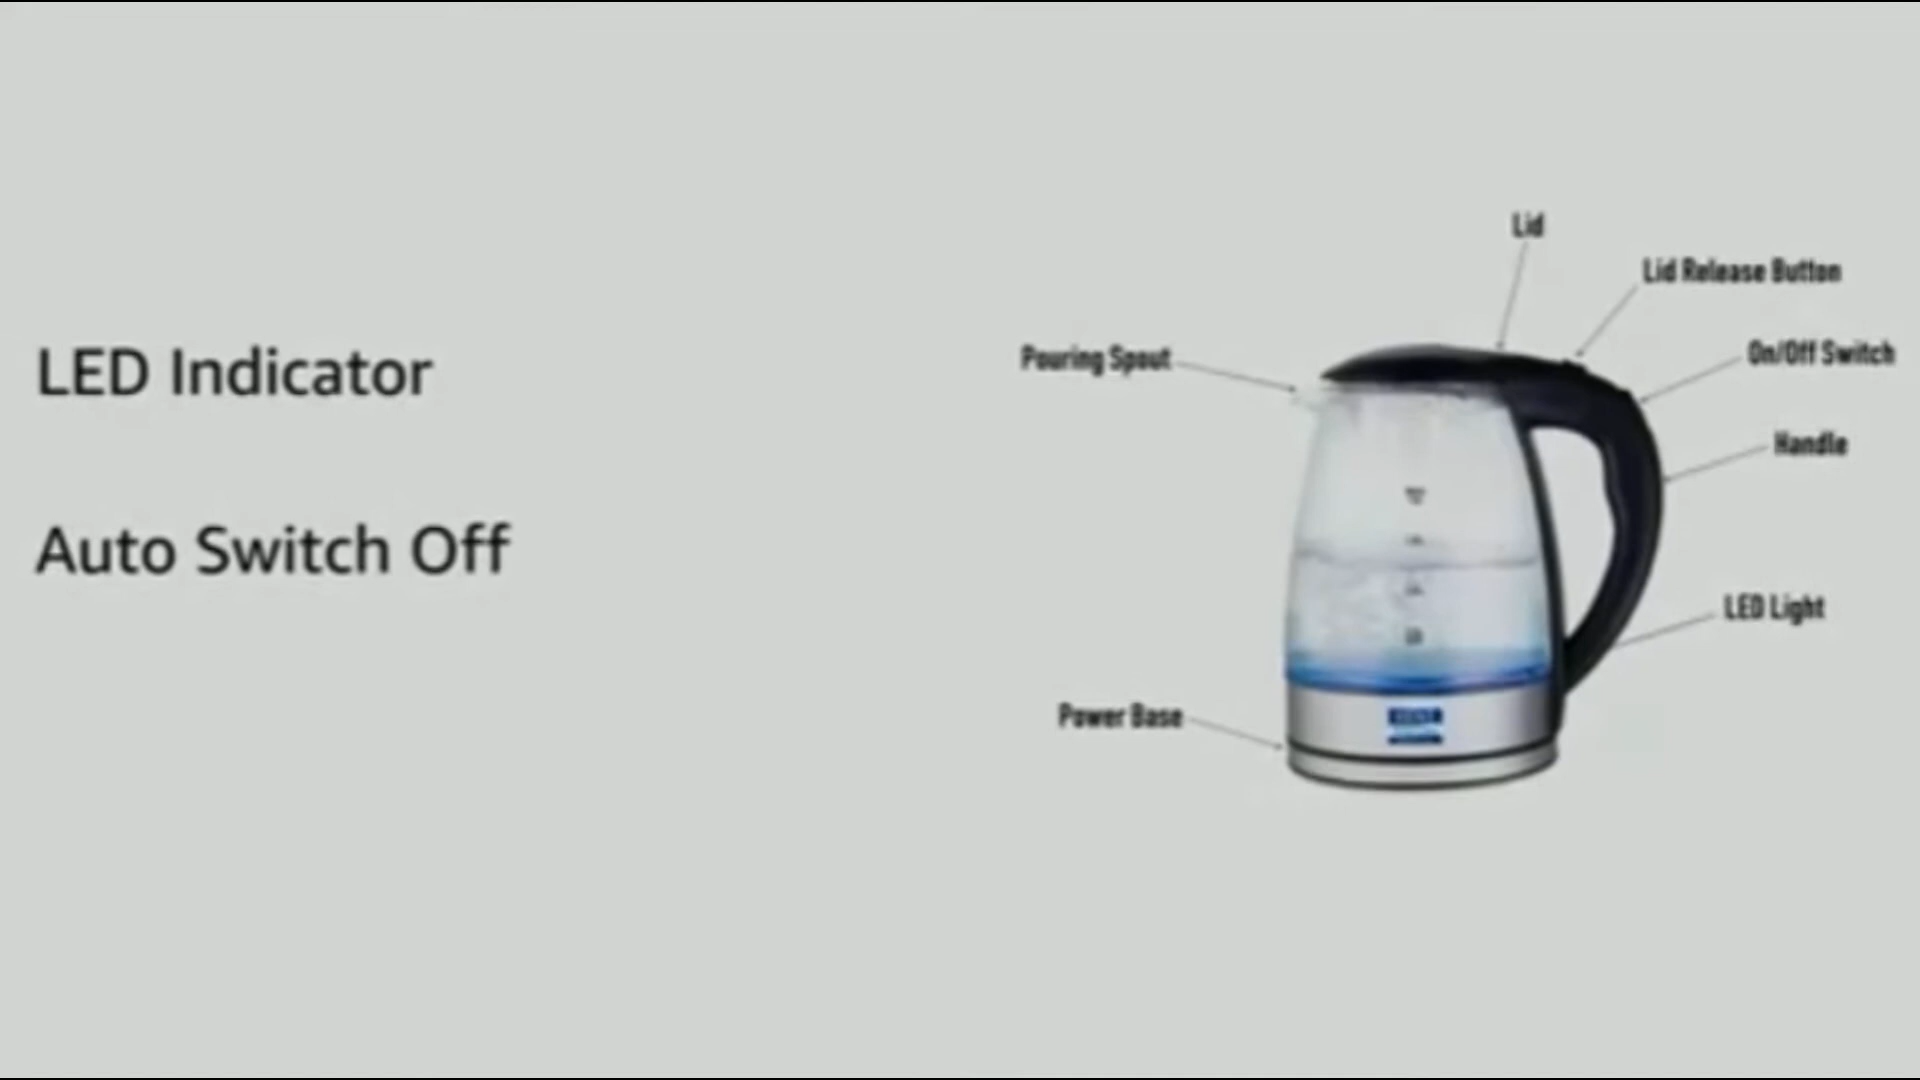 LED Indicator
Auto Switch Off
Lid
Lid Release Button
On/Off Switch
Pouring Spout
Handle
LED Light
Power Base